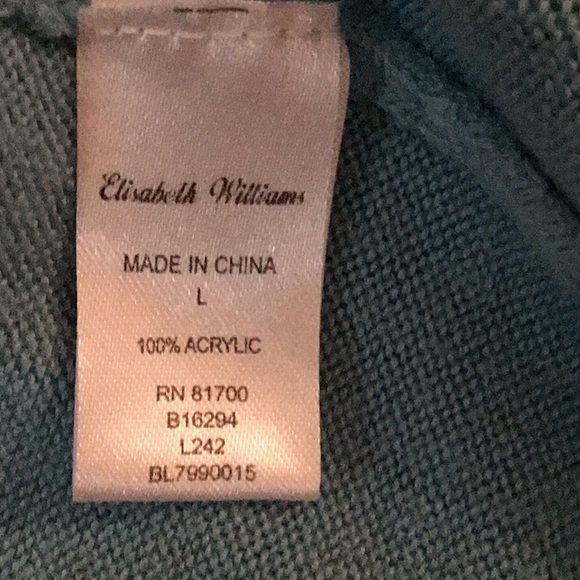 Elisabeth Williams
MADE IN CHINA
L
100% ACRYLIC
RN 81700
B16294
L242
BL7990015